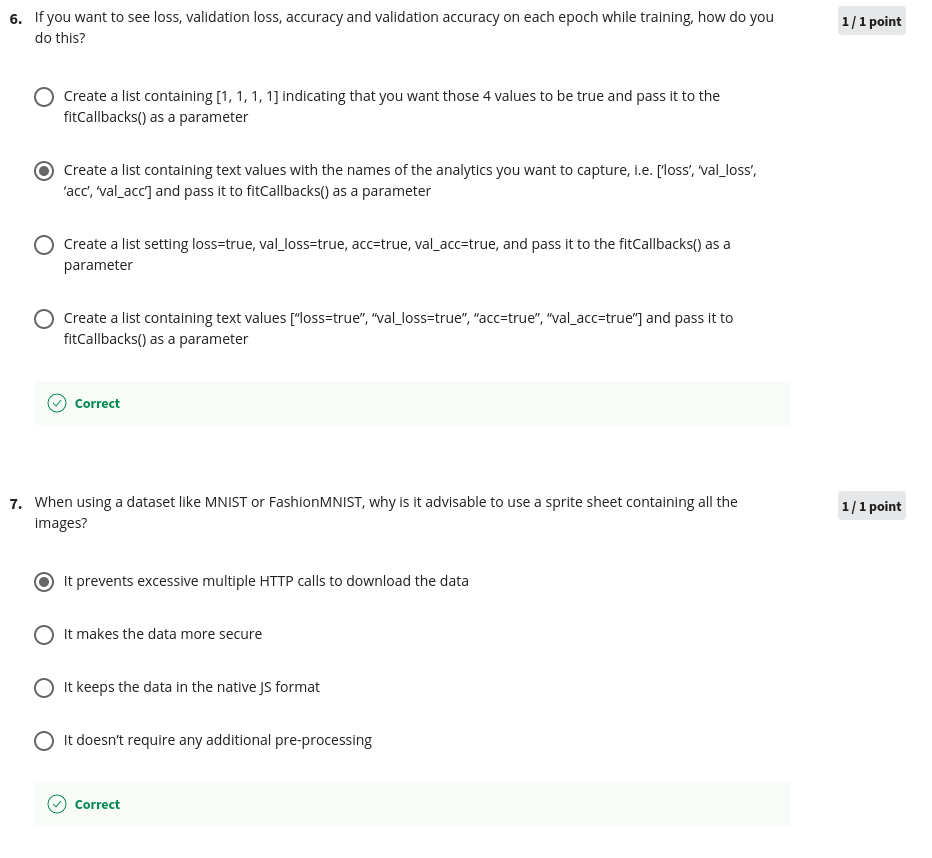 6. If you want to see loss, validation loss, accuracy and validation accuracy on each epoch while training, how do you
do this?
1 / 1 point
Create a list containing [1, 1, 1, 1] indicating that you want those 4 values to be true and pass it to the
fitCallbacks() as a parameter
Create a list containing text values with the names of the analytics you want to capture, i.e. [‘loss’, ‘val_loss’,
‘acc’, ‘val_acc’] and pass it to fitCallbacks() as a parameter
Create a list setting loss=true, val_loss=true, acc=true, val_acc=true, and pass it to the fitCallbacks() as a
parameter
Create a list containing text values [“loss=true”, “val_loss=true”, “acc=true”, “val_acc=true”] and pass it to
fitCallbacks() as a parameter
Correct
7. When using a dataset like MNIST or FashionMNIST, why is it advisable to use a sprite sheet containing all the
images?
1 / 1 point
It prevents excessive multiple HTTP calls to download the data
It makes the data more secure
It keeps the data in the native JS format
It doesn’t require any additional pre-processing
Correct